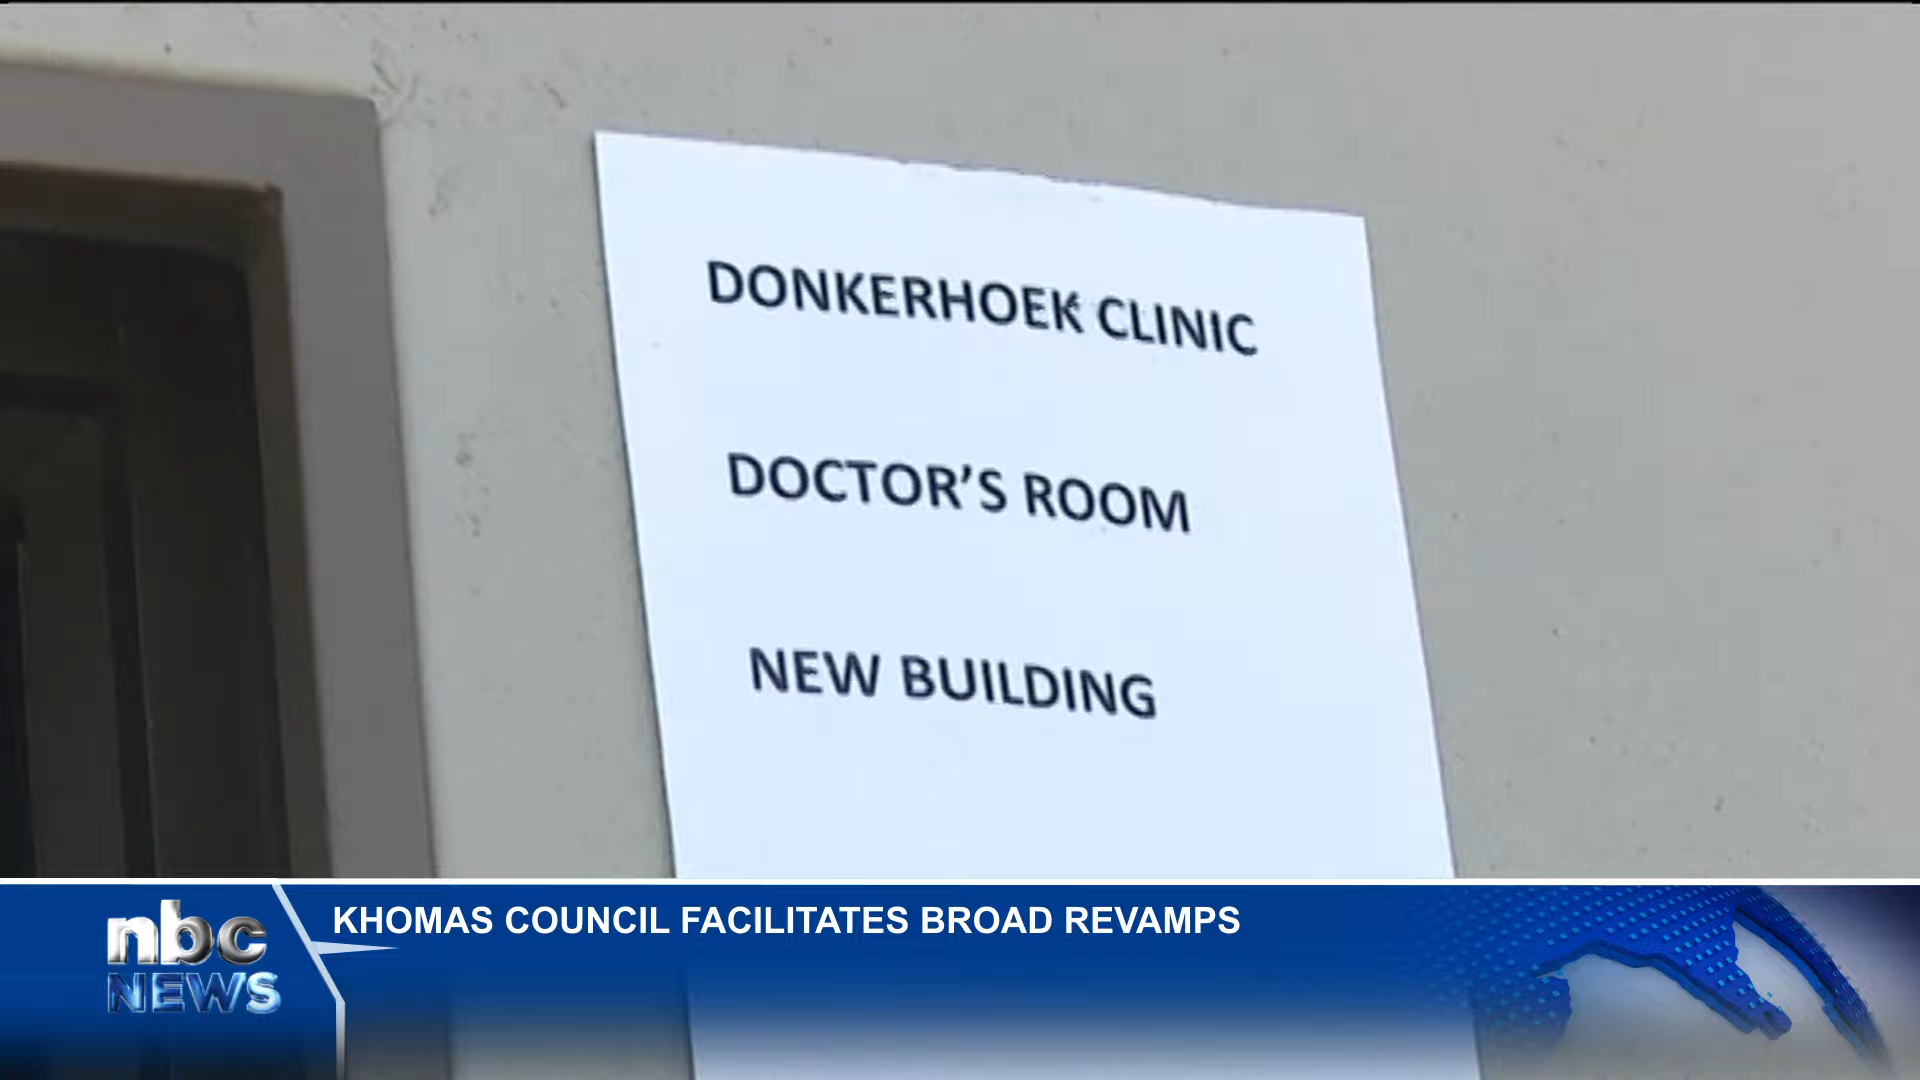 DONKERHOEK CLINIC
DOCTOR’S ROOM
NEW BUILDING
nbc
NEWS
KHOMAS COUNCIL FACILITATES BROAD REVAMPS